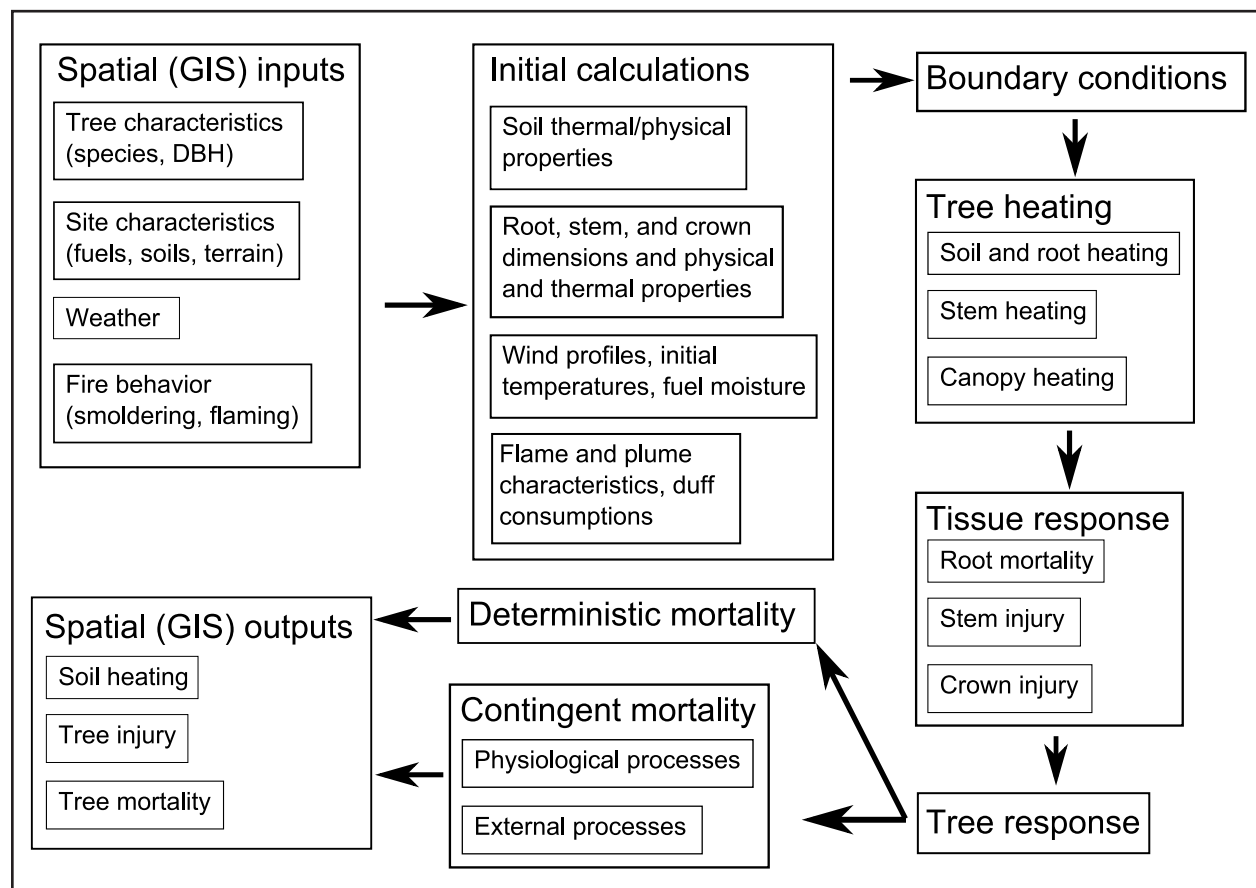 Spatial (GIS) inputs
Tree characteristics
(species, DBH)
Site characteristics
(fuels, soils, terrain)
Weather
Fire behavior
(smoldering, flaming)
Initial calculations
Soil thermal/physical
properties
Root, stem, and crown
dimensions and physical
and thermal properties
Wind profiles, initial
temperatures, fuel moisture
Flame and plume
characteristics, duff
consumptions
Boundary conditions
Tree heating
Soil and root heating
Stem heating
Canopy heating
Tissue response
Root mortality
Stem injury
Crown injury
Tree response
Deterministic mortality
Contingent mortality
Physiological processes
External processes
Spatial (GIS) outputs
Soil heating
Tree injury
Tree mortality